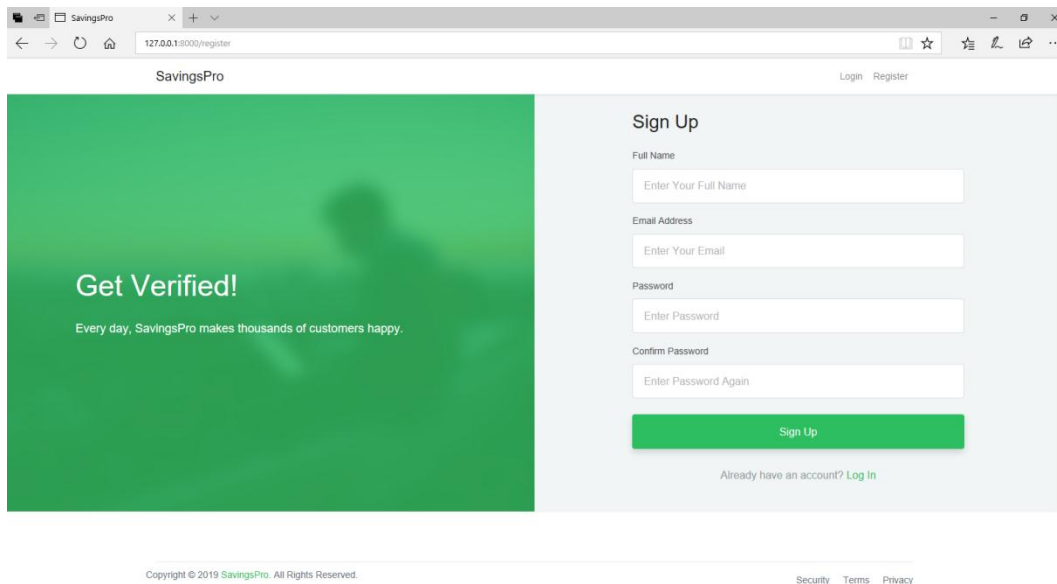 SavingsPro
127.0.0.1:8000/register
SavingsPro
Login Register
Get Verified!
Every day, SavingsPro makes thousands of customers happy.
Sign Up
Full Name
Enter Your Full Name
Email Address
Enter Your Email
Password
Enter Password
Confirm Password
Enter Password Again
Sign Up
Already have an account? Log In
Copyright © 2019 SavingsPro. All Rights Reserved.
Security Terms Privacy